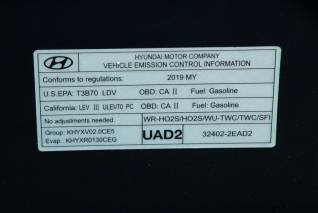 HYUNDAI MOTOR COMPANY
VEHICLE EMISSION CONTROL INFORMATION
Conforms to regulations: 2019 MY
U.S.EPA: T3B70 LDV OBD: CA II Fuel: Gasoline
California: LEV III ULEV70 PC OBD: CA II Fuel: Gasoline
No adjustments needed. WR-HO2S/HO2S/WU-TWC/TWC/SFI
Group: KHYXV02.0CE5 UAD2 32402-2EAD2
Evap.: KHYXR0130CEG